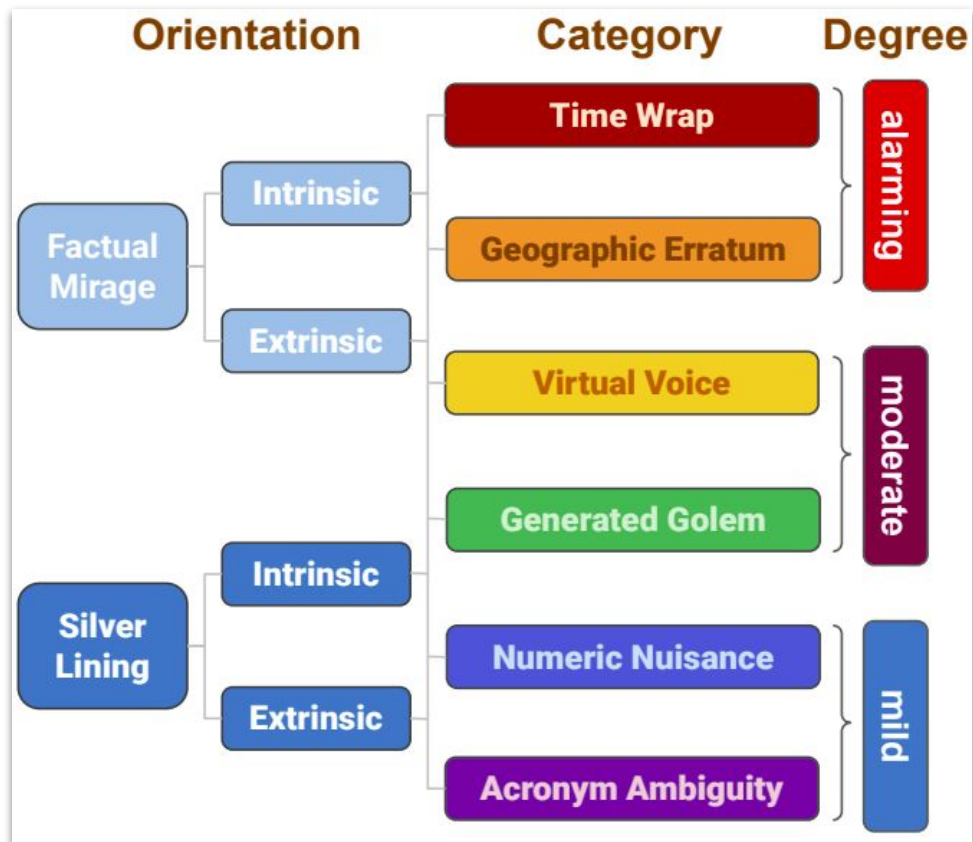 Orientation
Category
Degree
Factual
Mirage
Intrinsic
Extrinsic
Silver
Lining
Intrinsic
Extrinsic
Time Wrap
Geographic Erratum
Virtual Voice
Generated Golem
Numeric Nuisance
Acronym Ambiguity
alarming
moderate
mild